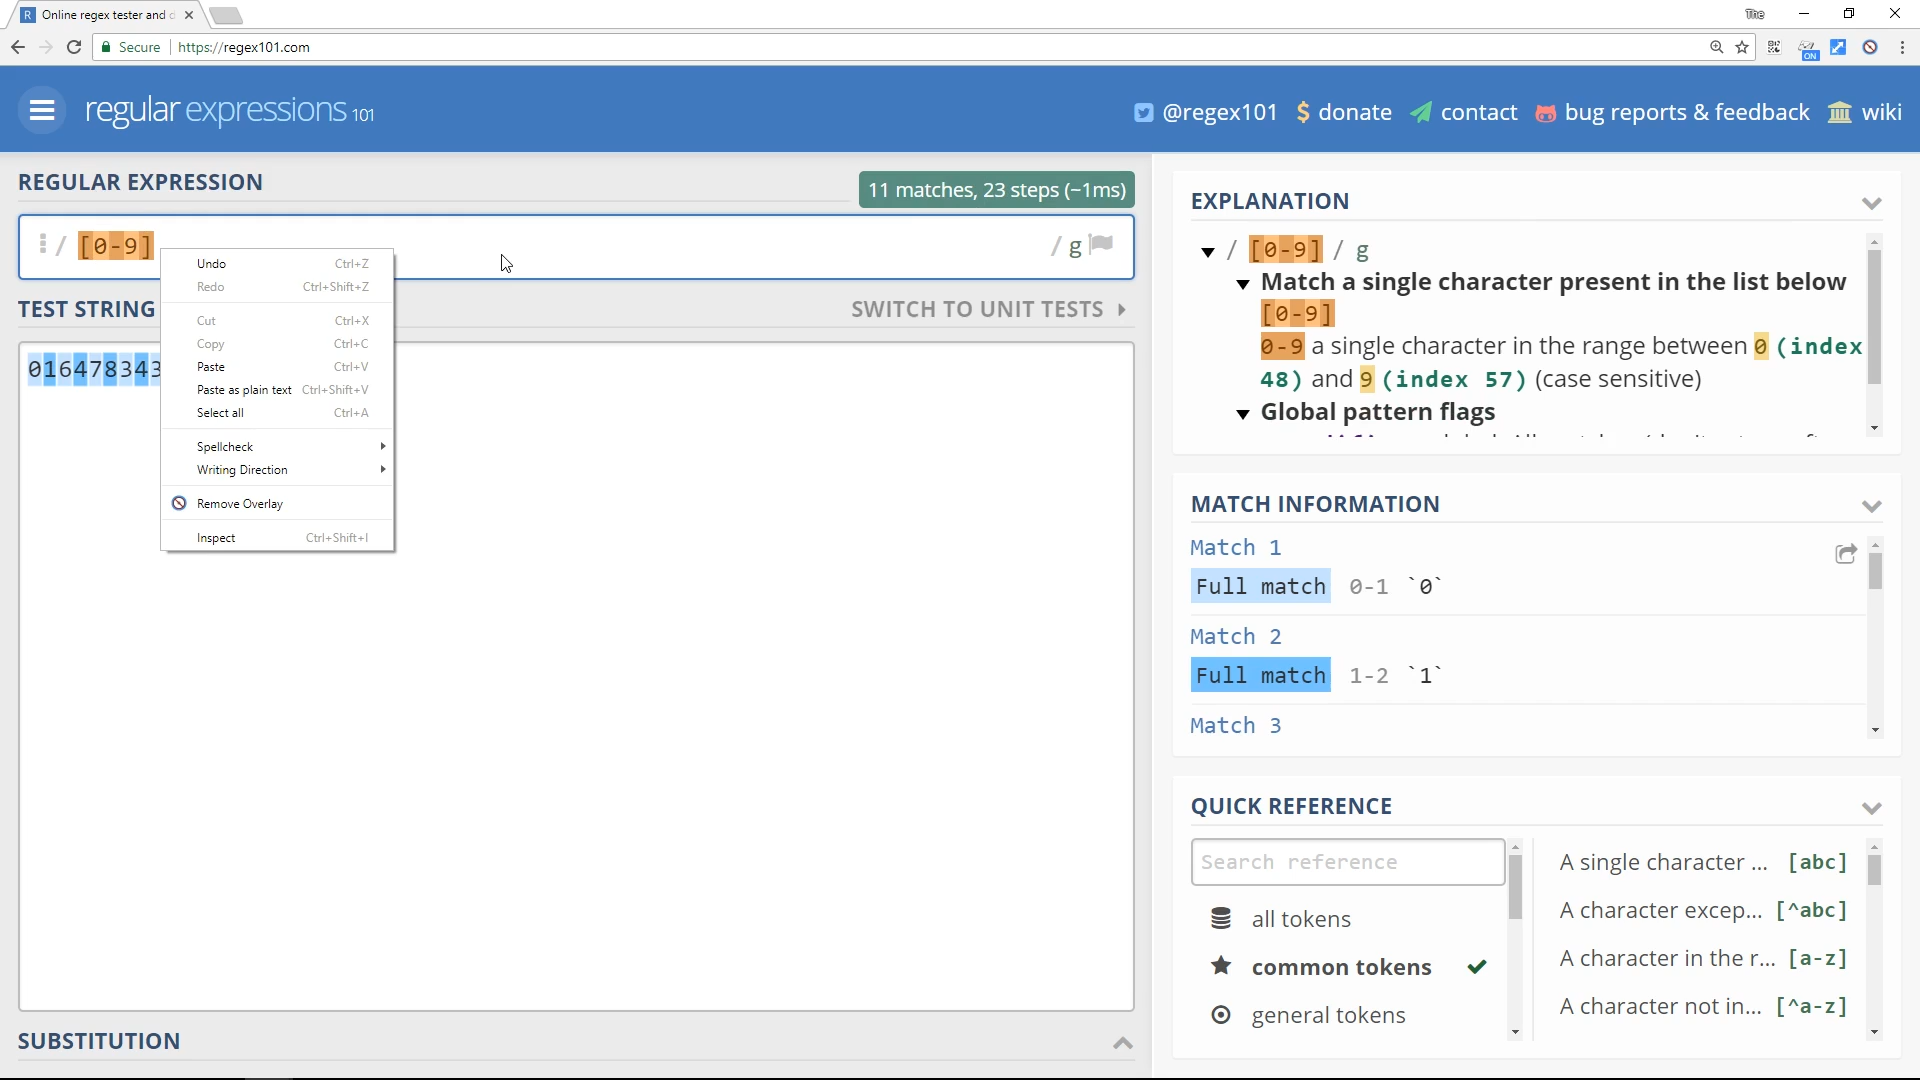 Online regex tester and d
The
Secure https://regex101.com
ON
regular expressions 101
@regex101 $ donate contact bug reports & feedback wiki
REGULAR EXPRESSION
11 matches, 23 steps (~1ms)
/ [0-9] / g
TEST STRING
SWITCH TO UNIT TESTS
016478343
Undo Ctrl+Z
Redo Ctrl+Shift+Z
Cut Ctrl+X
Copy Ctrl+C
Paste Ctrl+V
Paste as plain text Ctrl+Shift+V
Select all Ctrl+A
Spellcheck
Writing Direction
Remove Overlay
Inspect Ctrl+Shift+I
SUBSTITUTION
EXPLANATION
/ [0-9] / g
Match a single character present in the list below
[0-9]
0-9 a single character in the range between 0 (index
48) and 9 (index 57) (case sensitive)
Global pattern flags
MATCH INFORMATION
Match 1
Full match 0-1 `0`
Match 2
Full match 1-2 `1`
Match 3
QUICK REFERENCE
Search reference
all tokens
common tokens
general tokens
A single character ... [abc]
A character excep... [^abc]
A character in the r... [a-z]
A character not in... [^a-z]